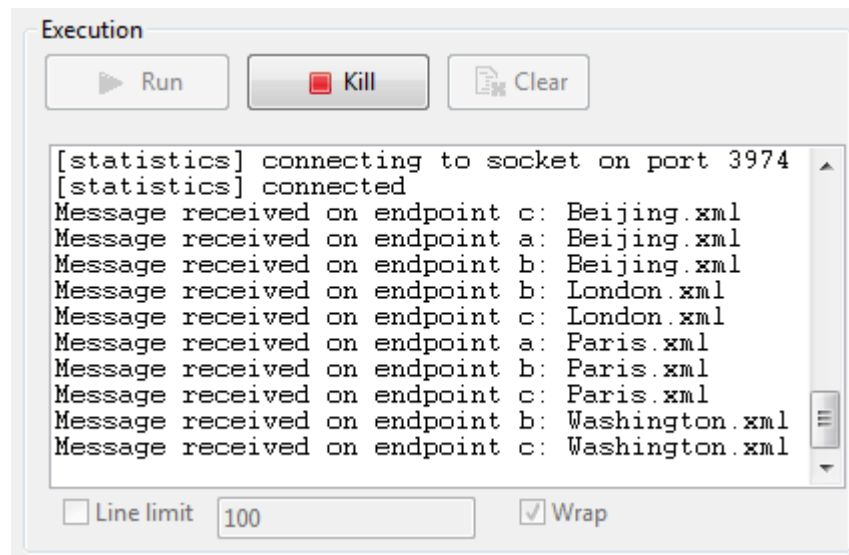 Execution
Run Kill Clear
[statistics] connecting to socket on port 3974
[statistics] connected
Message received on endpoint c: Beijing.xml
Message received on endpoint a: Beijing.xml
Message received on endpoint b: Beijing.xml
Message received on endpoint b: London.xml
Message received on endpoint c: London.xml
Message received on endpoint a: Paris.xml
Message received on endpoint b: Paris.xml
Message received on endpoint c: Paris.xml
Message received on endpoint b: Washington.xml
Message received on endpoint c: Washington.xml
Line limit 100 Wrap